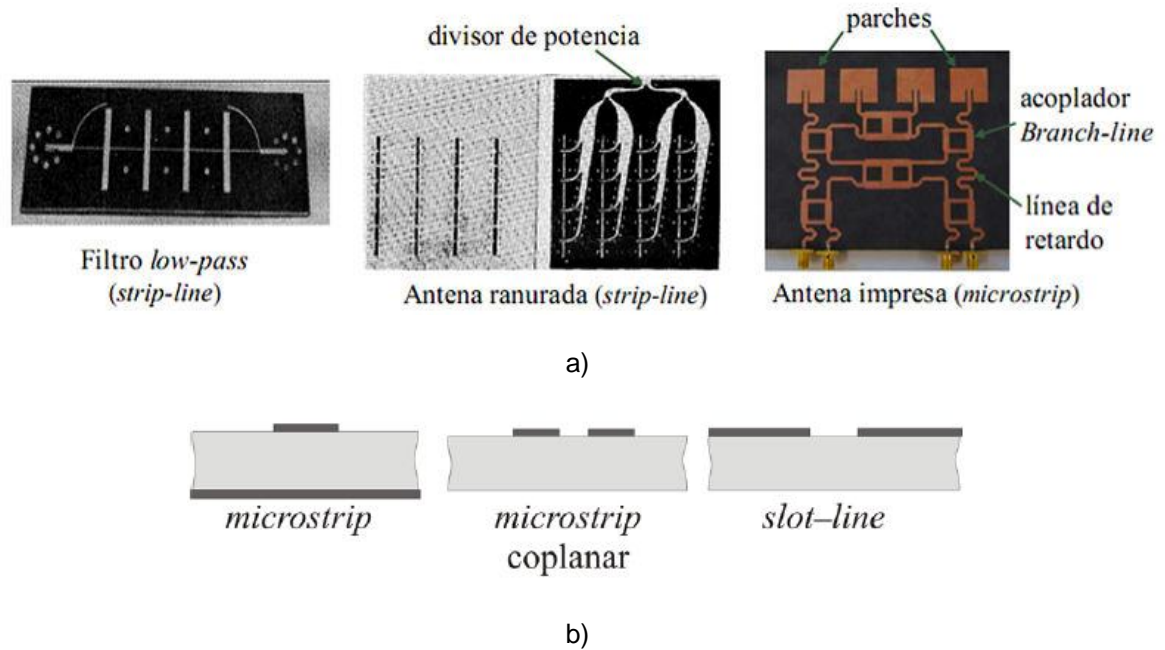 divisor de potencia
parches
acoplador
Branch-line
línea de
retardo
Filtro low-pass
(strip-line)
Antena ranurada (strip-line)
Antena impresa (microstrip)
a)
microstrip
microstrip
coplanar
slot–line
b)